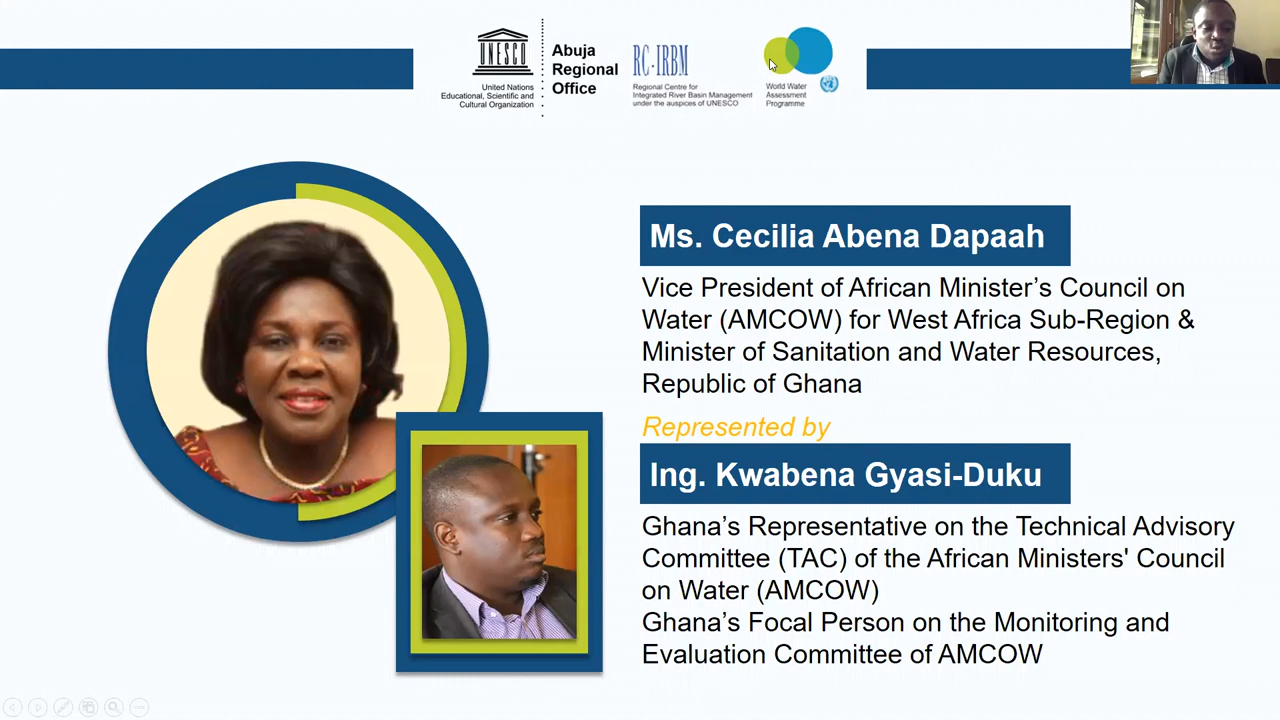 UNESCO
United Nations
Educational, Scientific and
Cultural Organization
Abuja
Regional
Office
RC-IRBM
Regional Centre for
Integrated River Basin Management
under the auspices of UNESCO
World Water
Assessment
Programme
Ms. Cecilia Abena Dapaah
Vice President of African Minister’s Council on
Water (AMCOW) for West Africa Sub-Region &
Minister of Sanitation and Water Resources,
Republic of Ghana
Represented by
Ing. Kwabena Gyasi-Duku
Ghana’s Representative on the Technical Advisory
Committee (TAC) of the African Ministers' Council
on Water (AMCOW)
Ghana’s Focal Person on the Monitoring and
Evaluation Committee of AMCOW